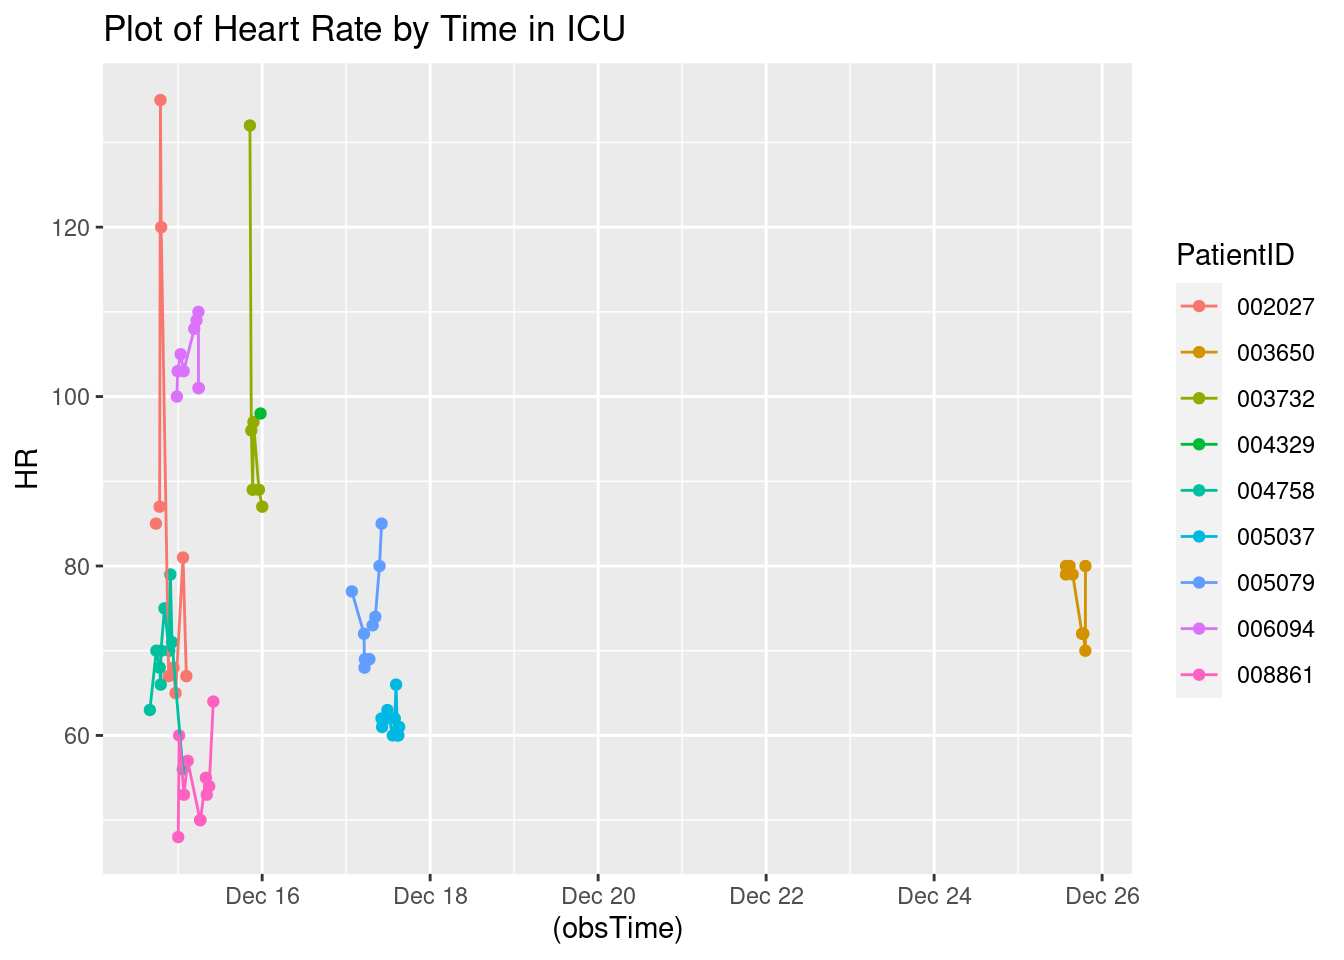 Plot of Heart Rate by Time in ICU
HR
120
100
80
60
Dec 16
Dec 18
Dec 20
Dec 22
Dec 24
Dec 26
(obsTime)
PatientID
002027
003650
003732
004329
004758
005037
005079
006094
008861